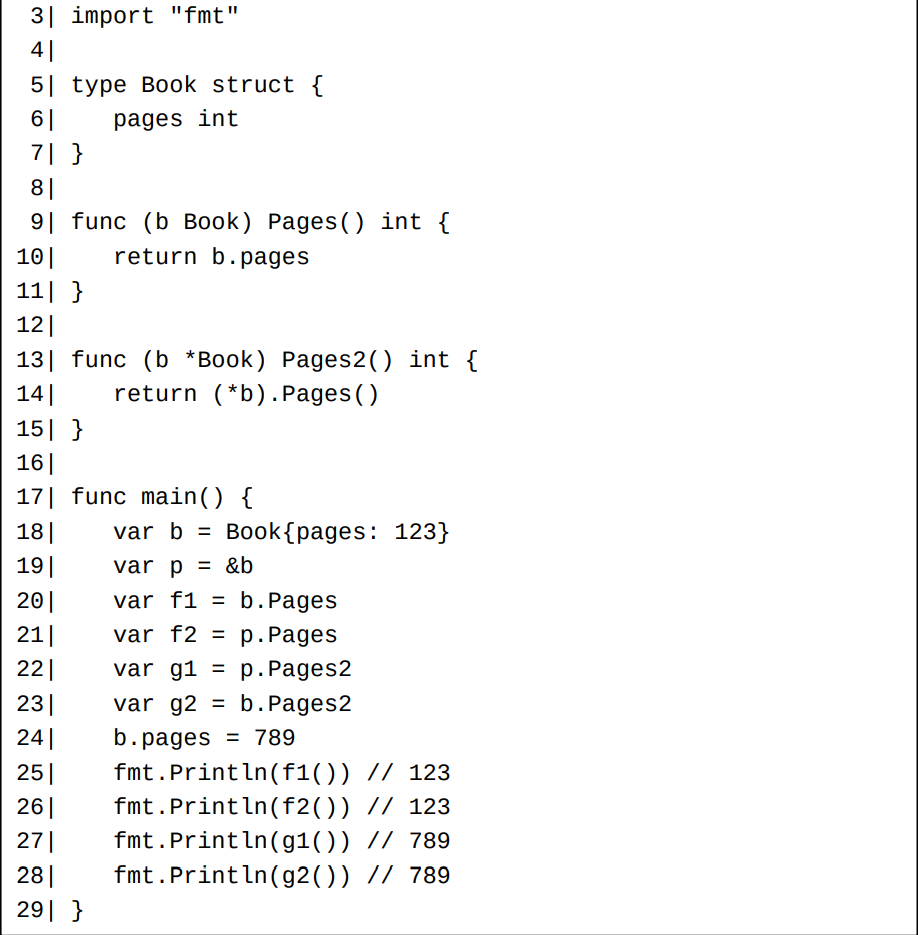 3| import "fmt"
 4|
 5| type Book struct {
 6|    pages int
 7| }
 8|
 9| func (b Book) Pages() int {
10|    return b.pages
11| }
12|
13| func (b *Book) Pages2() int {
14|    return (*b).Pages()
15| }
16|
17| func main() {
18|    var b = Book{pages: 123}
19|    var p = &b
20|    var f1 = b.Pages
21|    var f2 = p.Pages
22|    var g1 = p.Pages2
23|    var g2 = b.Pages2
24|    b.pages = 789
25|    fmt.Println(f1()) // 123
26|    fmt.Println(f2()) // 123
27|    fmt.Println(g1()) // 789
28|    fmt.Println(g2()) // 789
29| }